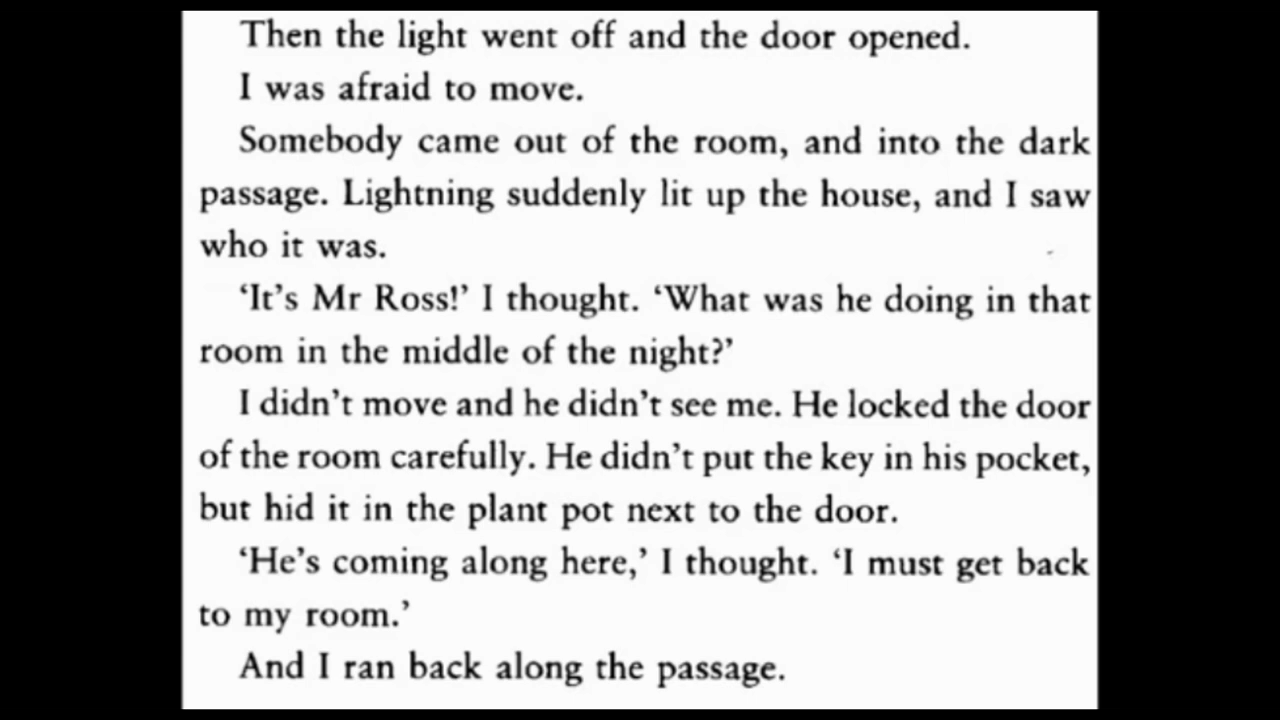 Then the light went off and the door opened.
I was afraid to move.
Somebody came out of the room, and into the dark
passage. Lightning suddenly lit up the house, and I saw
who it was.
‘It’s Mr Ross!’ I thought. ‘What was he doing in that
room in the middle of the night?’
I didn’t move and he didn’t see me. He locked the door
of the room carefully. He didn’t put the key in his pocket,
but hid it in the plant pot next to the door.
‘He’s coming along here,’ I thought. ‘I must get back
to my room.’
And I ran back along the passage.